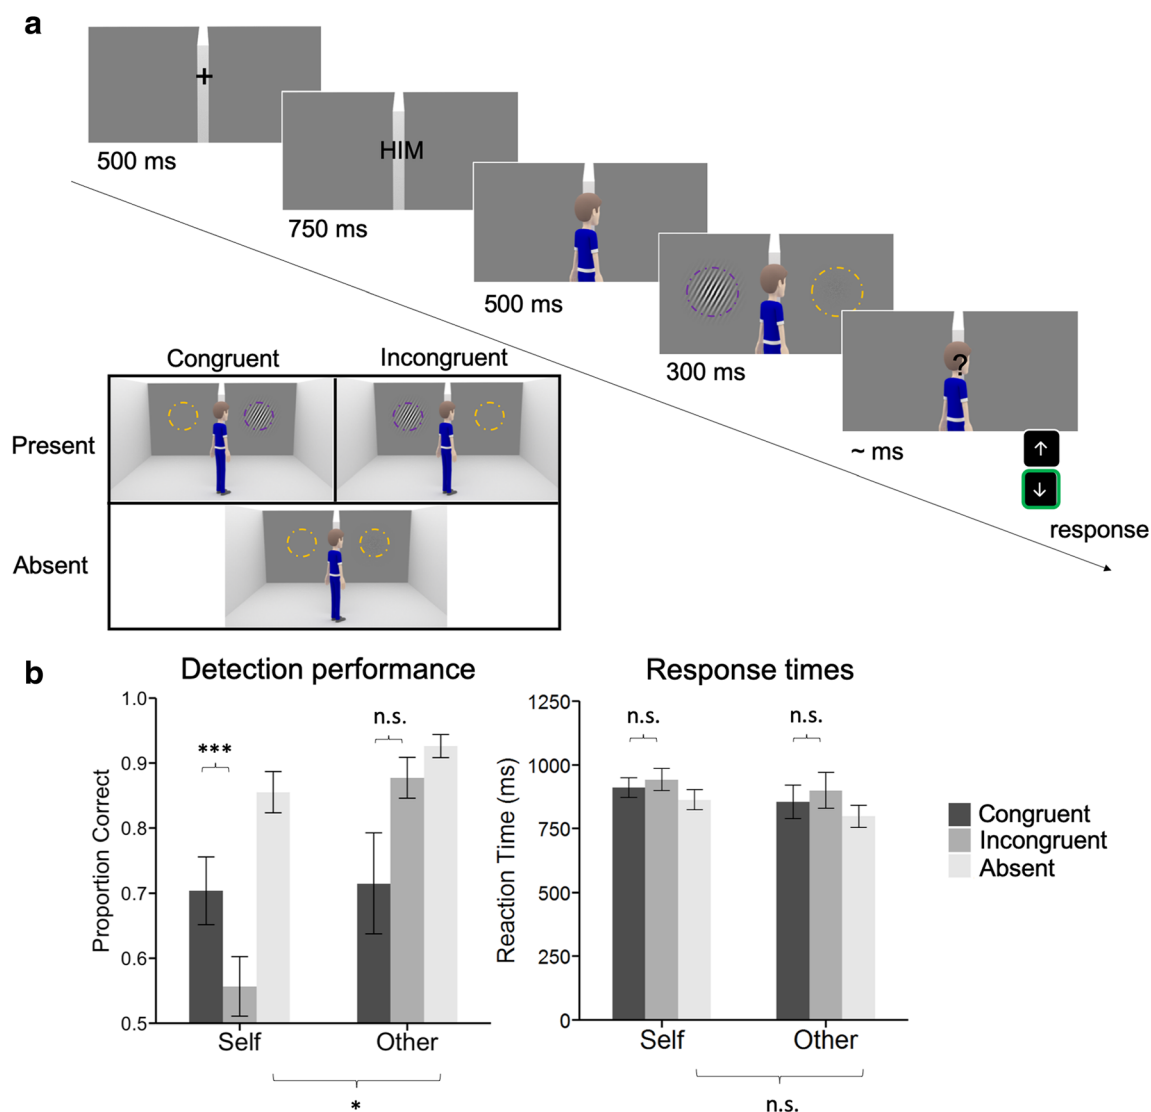 a
+
500 ms
HIM
750 ms
500 ms
300 ms
?
~ ms
↑
↓
response
Congruent Incongruent
Present
Absent
b
Detection performance
Proportion Correct
1.0
0.9
0.8
0.7
0.6
0.5
***
n.s.
Self Other
*
Response times
Reaction Time (ms)
1250
1000
750
500
250
0
n.s.
n.s.
Self Other
n.s.
Congruent
Incongruent
Absent